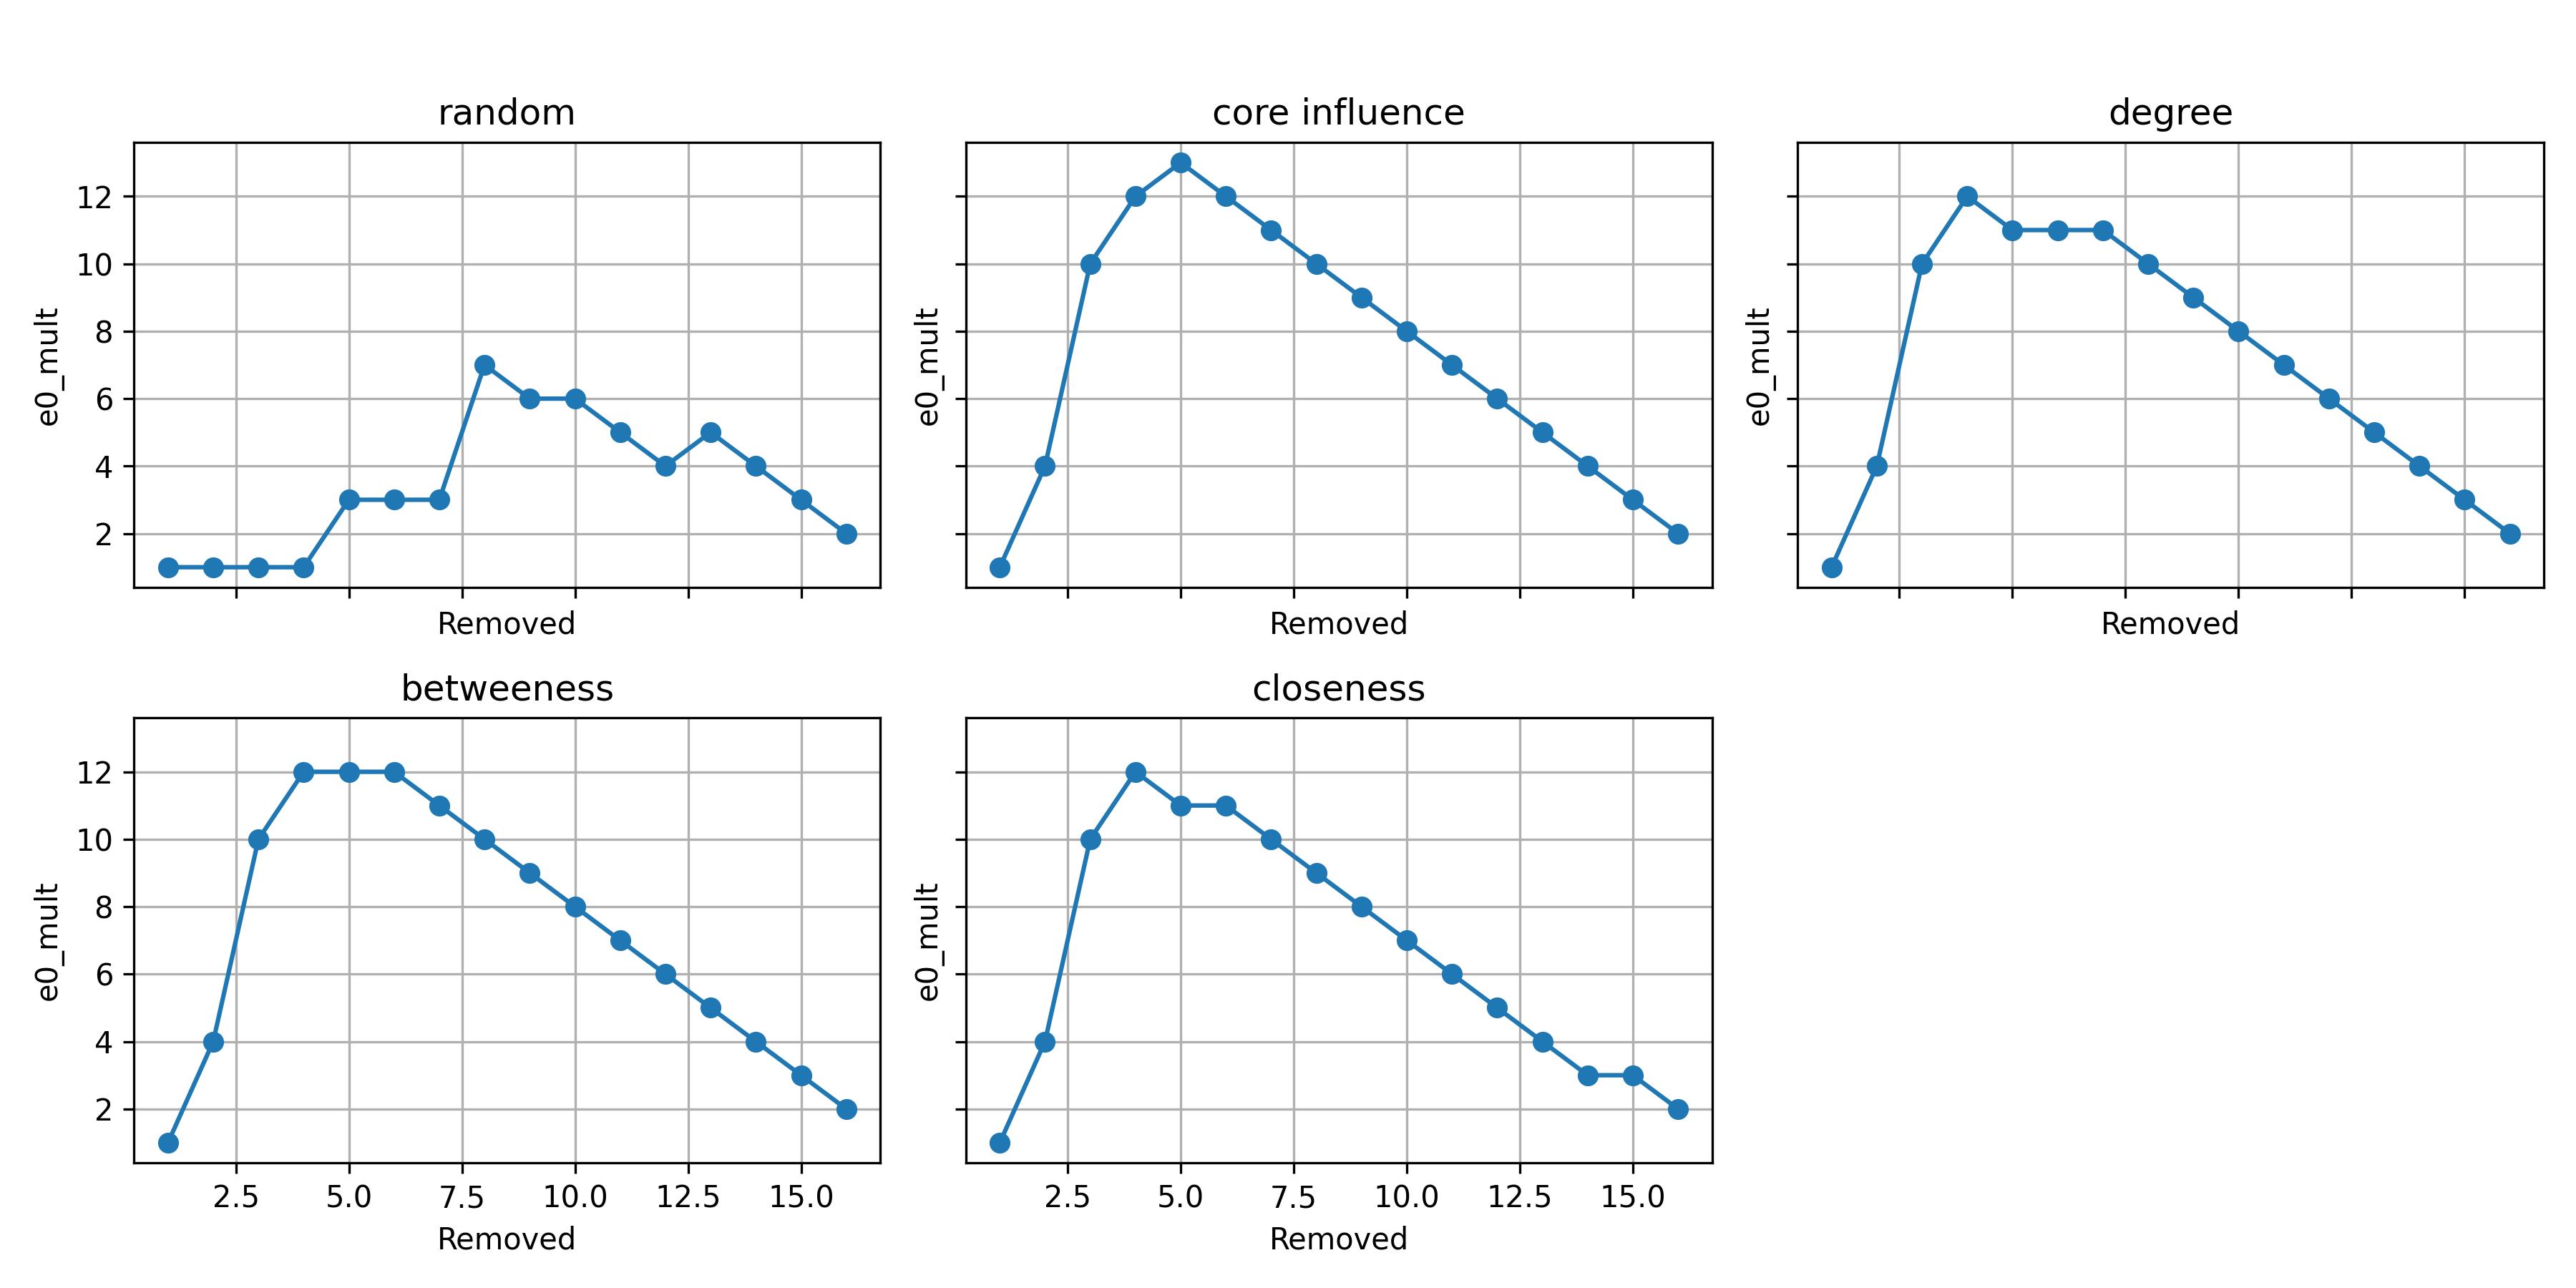 random
core influence
degree
12
10
8
6
4
2
e0_mult
e0_mult
e0_mult
Removed
Removed
Removed
betweeness
closeness
12
10
8
6
4
2
e0_mult
e0_mult
2.5 5.0 7.5 10.0 12.5 15.0
2.5 5.0 7.5 10.0 12.5 15.0
Removed
Removed